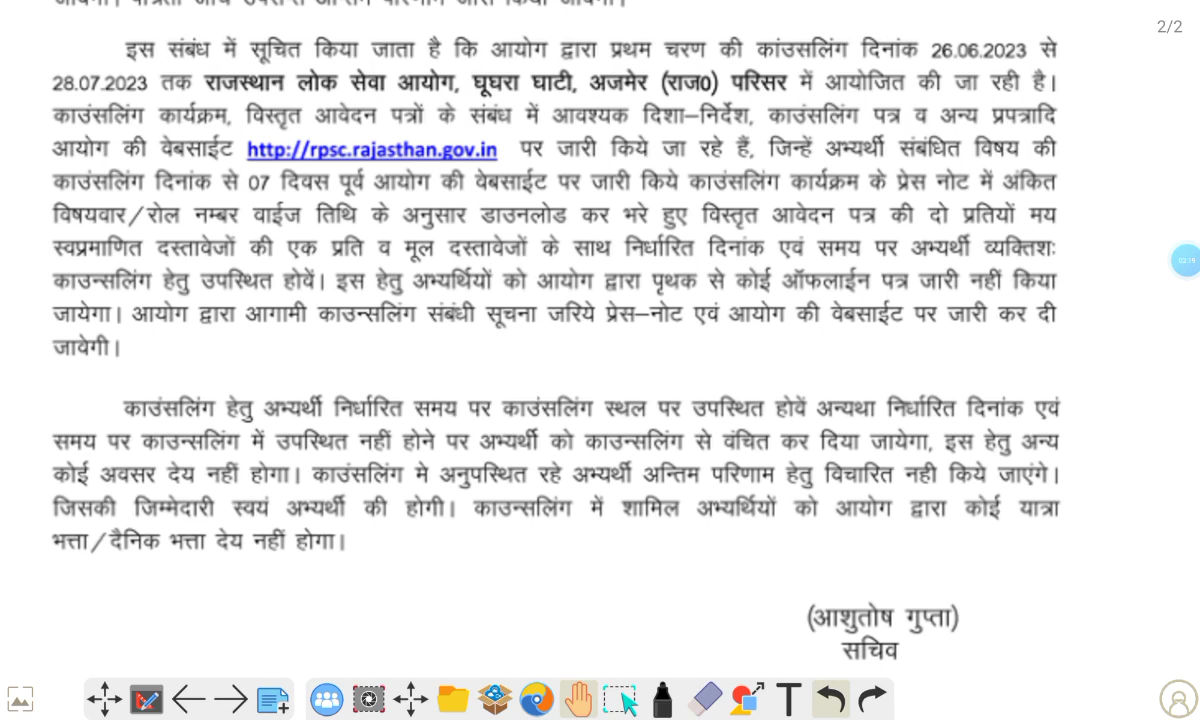 2/2
इस संबंध में सूचित किया जाता है कि आयोग द्वारा प्रथम चरण की कांउसलिंग दिनांक 26.06.2023 से
28.07.2023 तक राजस्थान लोक सेवा आयोग, घूघरा घाटी, अजमेर (राज0) परिसर में आयोजित की जा रही है।
काउंसलिंग कार्यक्रम, विस्तृत आवेदन पत्रों के संबंध में आवश्यक दिशा–निर्देश, काउंसलिंग पत्र व अन्य प्रपत्रादि
आयोग की वेबसाईट http://rpsc.rajasthan.gov.in पर जारी किये जा रहे हैं, जिन्हें अभ्यर्थी संबंधित विषय की
काउंसलिंग दिनांक से 07 दिवस पूर्व आयोग की वेबसाईट पर जारी किये काउंसलिंग कार्यक्रम के प्रेस नोट में अंकित
विषयवार/रोल नम्बर वाईज तिथि के अनुसार डाउनलोड कर भरे हुए विस्तृत आवेदन पत्र की दो प्रतियों मय
स्वप्रमाणित दस्तावेजों की एक प्रति व मूल दस्तावेजों के साथ निर्धारित दिनांक एवं समय पर अभ्यर्थी व्यक्तिशः
काउन्सलिंग हेतु उपस्थित होवें। इस हेतु अभ्यर्थियों को आयोग द्वारा पृथक से कोई ऑफलाईन पत्र जारी नहीं किया
जायेगा। आयोग द्वारा आगामी काउन्सलिंग संबंधी सूचना जरिये प्रेस–नोट एवं आयोग की वेबसाईट पर जारी कर दी
जावेगी।
काउंसलिंग हेतु अभ्यर्थी निर्धारित समय पर काउंसलिंग स्थल पर उपस्थित होवें अन्यथा निर्धारित दिनांक एवं
समय पर काउन्सलिंग में उपस्थित नहीं होने पर अभ्यर्थी को काउन्सलिंग से वंचित कर दिया जायेगा, इस हेतु अन्य
कोई अवसर देय नहीं होगा। काउंसलिंग मे अनुपस्थित रहे अभ्यर्थी अन्तिम परिणाम हेतु विचारित नही किये जाएंगे।
जिसकी जिम्मेदारी स्वयं अभ्यर्थी की होगी। काउन्सलिंग में शामिल अभ्यर्थियों को आयोग द्वारा कोई यात्रा
भत्ता/दैनिक भत्ता देय नहीं होगा।
(आशुतोष गुप्ता)
सचिव